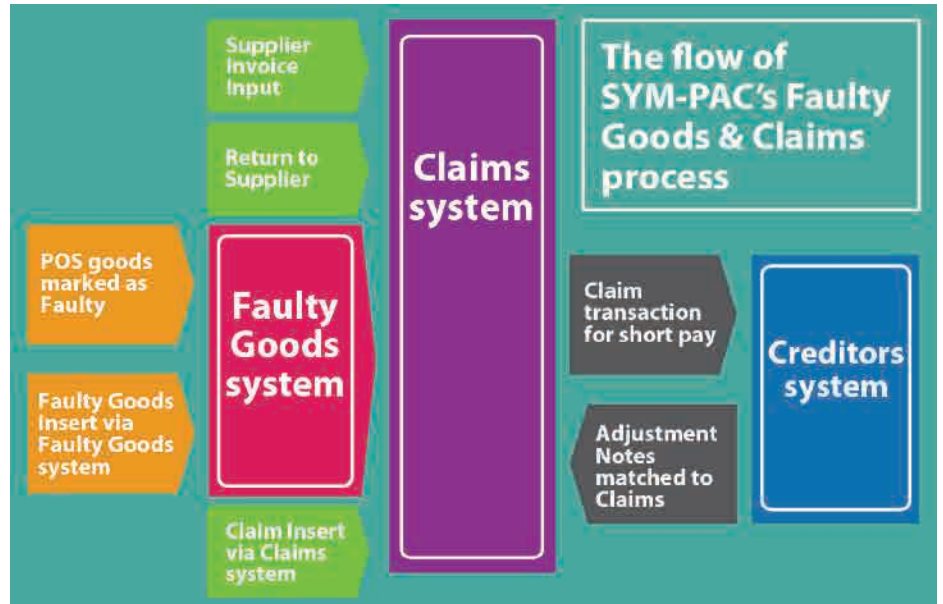 Supplier
Invoice
Input
Return to
Supplier
POS goods
marked as
Faulty
Faulty Goods
Insert via
Faulty Goods
system
Faulty
Goods
system
Claim Insert
via Claims
system
Claims
system
The flow of
SYM-PAC's Faulty
Goods & Claims
process
Claim
transaction
for short pay
Adjustment
Notes
matched to
Claims
Creditors
system